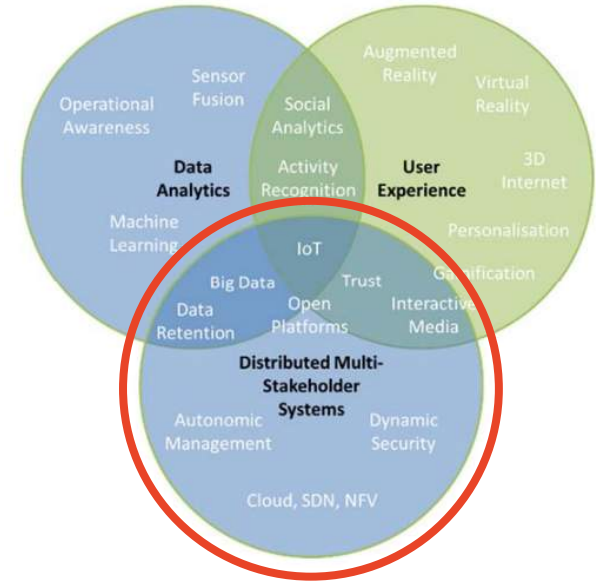 Augmented
Reality
Sensor
Fusion
Virtual
Reality
Operational
Awareness
Social
Analytics
Data
Analytics
Activity
Recognition
User
Experience
3D
Internet
Machine
Learning
Personalisation
IoT
Gamification
Big Data
Trust
Data
Retention
Open
Platforms
Interactive
Media
Distributed Multi-
Stakeholder
Systems
Autonomic
Management
Dynamic
Security
Cloud, SDN, NFV